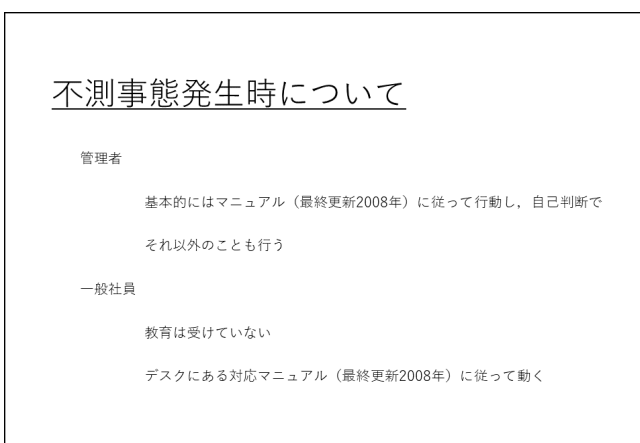 不測事態発生時について
管理者
基本的にはマニュアル（最終更新2008年）に従って行動し，自己判断で
それ以外のことも行う
一般社員
教育は受けていない
デスクにある対応マニュアル（最終更新2008年）に従って動く